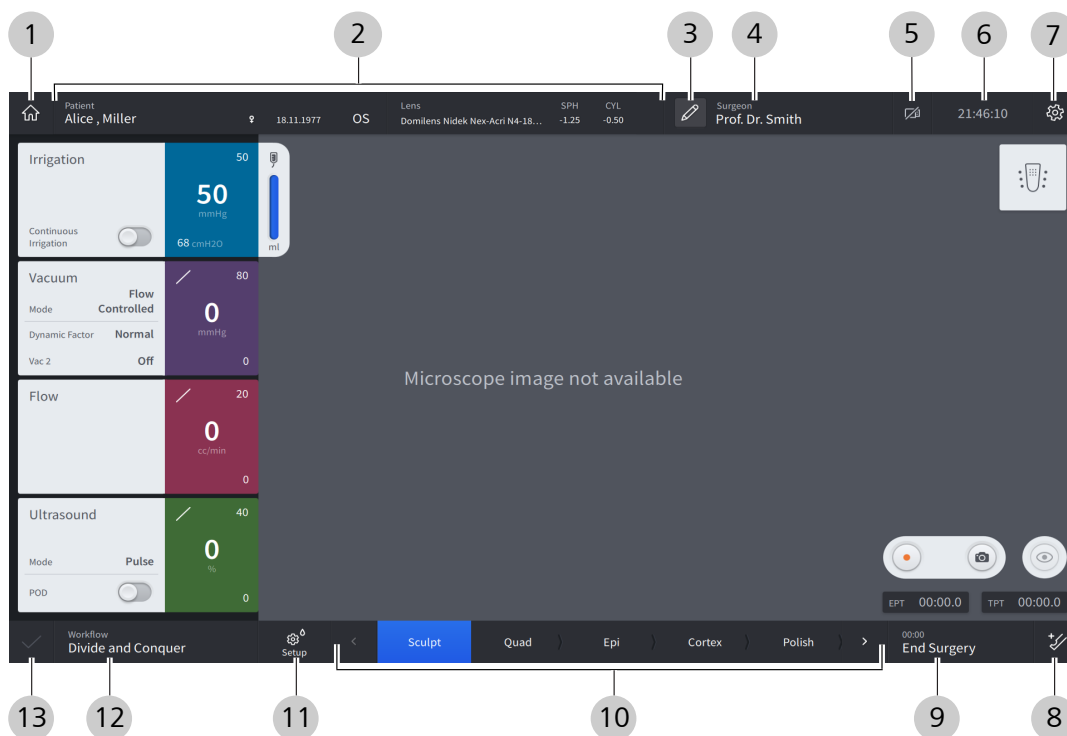 1 2 3 4 5 6 7
Patient
Alice , Miller
♀ 18.11.1977 OS
Lens
Domilens Nidek Nex-Acri N4-18...
SPH
-1.25
CYL
-0.50
Surgeon
Prof. Dr. Smith
21:46:10
Irrigation
50
50
mmHg
Continuous
Irrigation
68 cmH2O
ml
Vacuum
80
Mode
Flow
Controlled
0
mmHg
Dynamic Factor Normal
Vac 2 Off
0
Flow
20
0
cc/min
0
Ultrasound
40
0
%
Mode Pulse
POD
0
Microscope image not available
EPT 00:00.0
TPT 00:00.0
Workflow
Divide and Conquer
Setup
Sculpt
Quad
Epi
Cortex
Polish
00:00
End Surgery
13 12 11 10 9 8